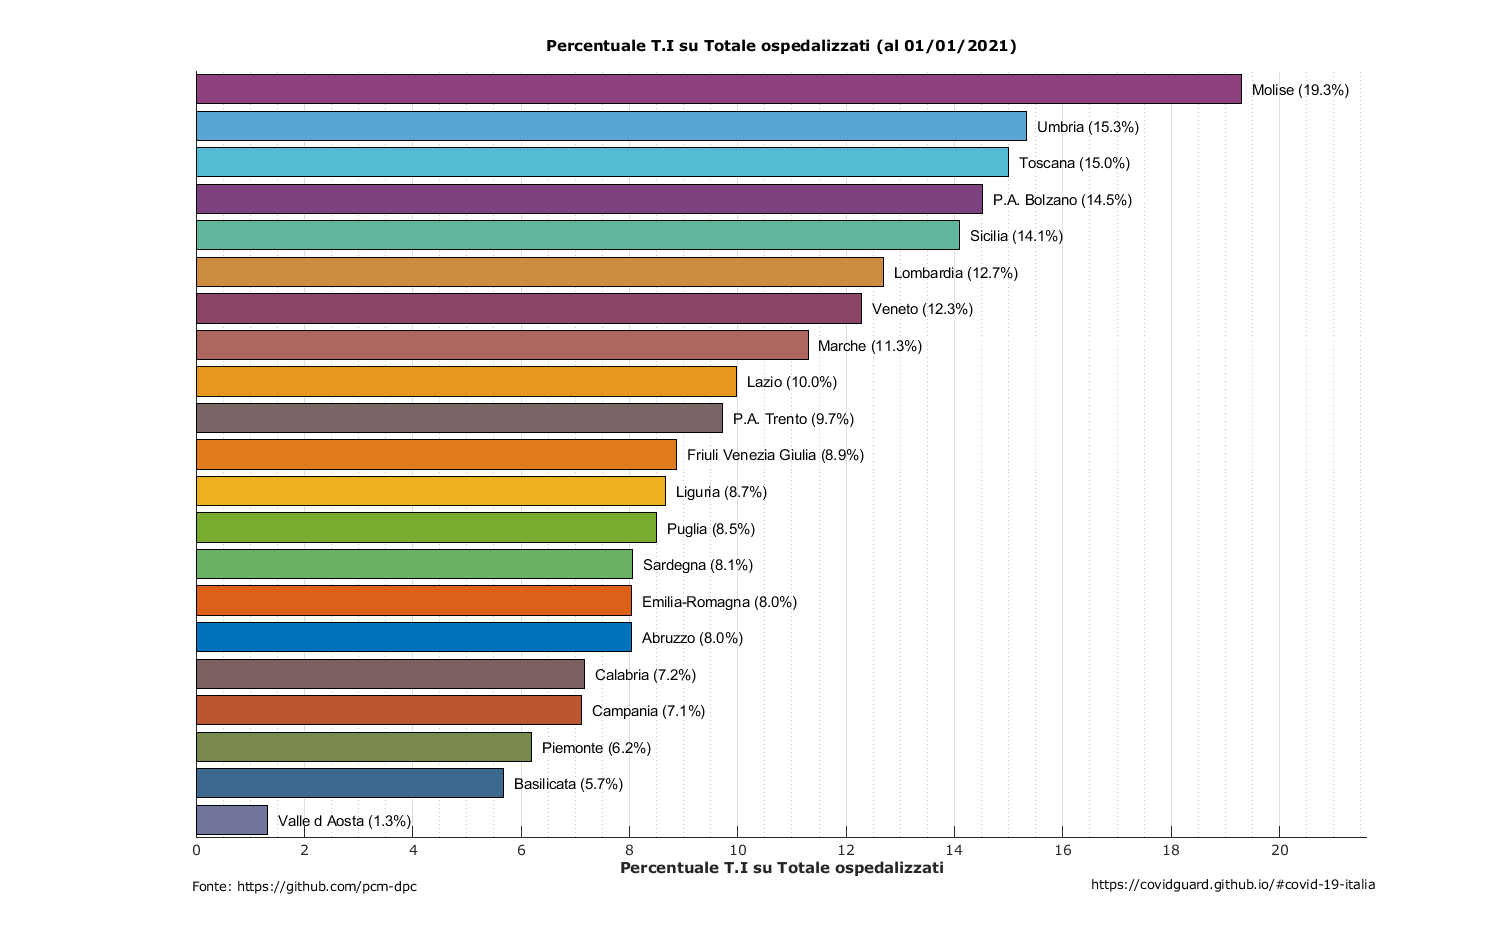 Percentuale T.I su Totale ospedalizzati (al 01/01/2021)
Molise (19.3%)
Umbria (15.3%)
Toscana (15.0%)
P.A. Bolzano (14.5%)
Sicilia (14.1%)
Lombardia (12.7%)
Veneto (12.3%)
Marche (11.3%)
Lazio (10.0%)
P.A. Trento (9.7%)
Friuli Venezia Giulia (8.9%)
Liguria (8.7%)
Puglia (8.5%)
Sardegna (8.1%)
Emilia-Romagna (8.0%)
Abruzzo (8.0%)
Calabria (7.2%)
Campania (7.1%)
Piemonte (6.2%)
Basilicata (5.7%)
Valle d Aosta (1.3%)
0 2 4 6 8 10 12 14 16 18 20
Percentuale T.I su Totale ospedalizzati
Fonte: https://github.com/pcm-dpc
https://covidguard.github.io/#covid-19-italia